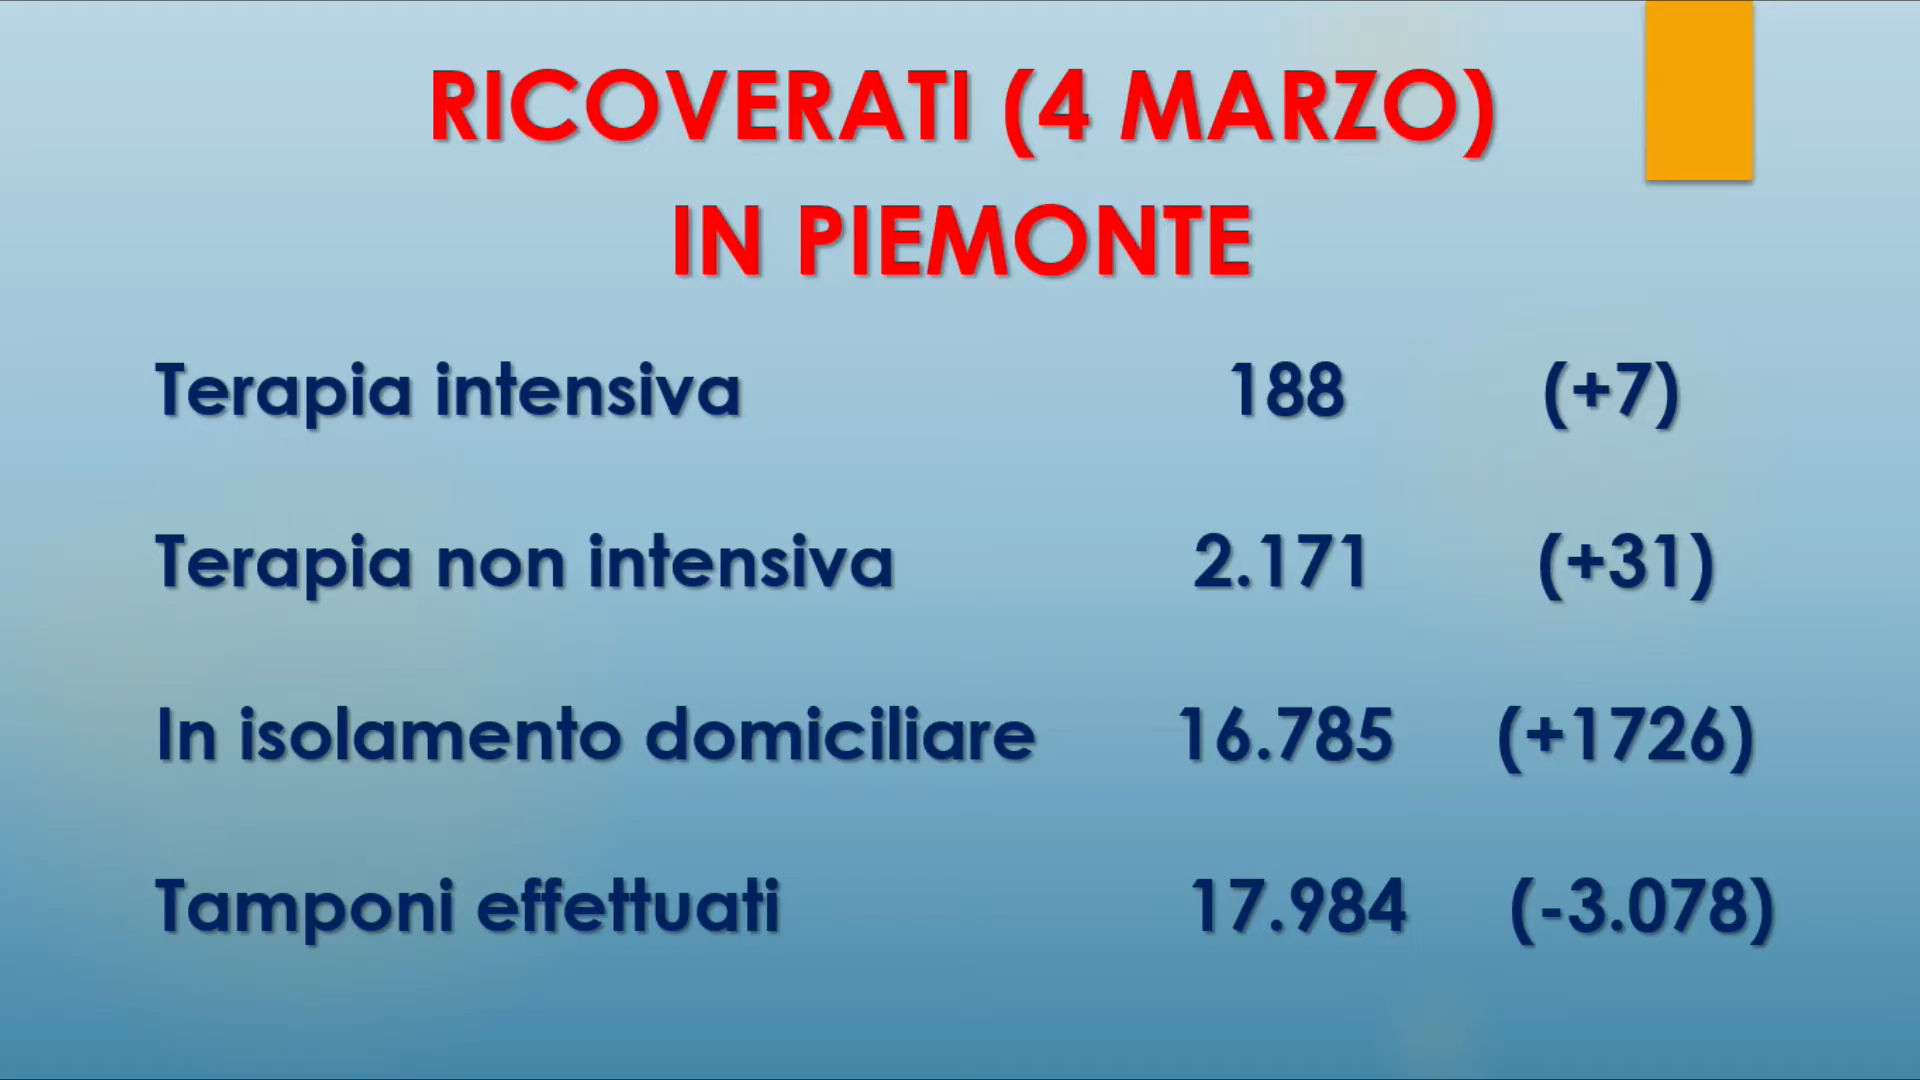 RICOVERATI (4 MARZO)
IN PIEMONTE
Terapia intensiva 188 (+7)
Terapia non intensiva 2.171 (+31)
In isolamento domiciliare 16.785 (+1726)
Tamponi effettuati 17.984 (-3.078)